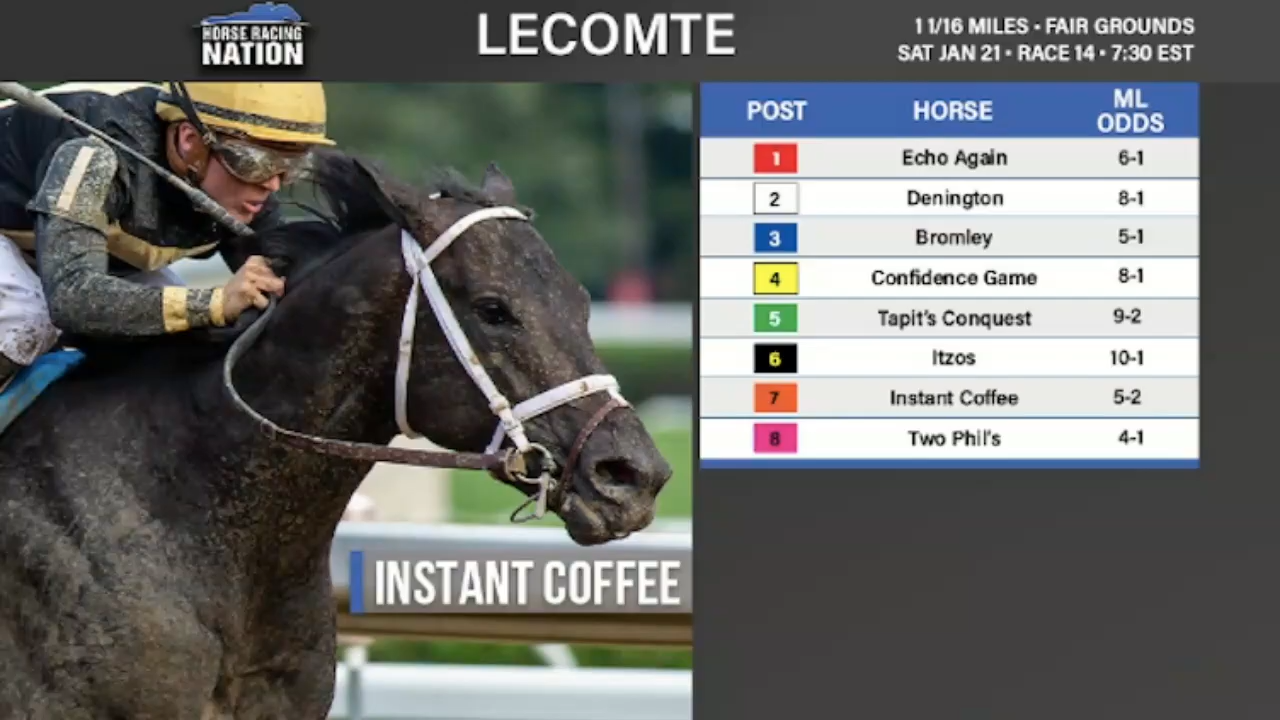 HORSE RACING
NATION
LECOMTE
1 1/16 MILES • FAIR GROUNDS
SAT JAN 21 • RACE 14 • 7:30 EST
POST HORSE ML ODDS
1 Echo Again 6-1
2 Denington 8-1
3 Bromley 5-1
4 Confidence Game 8-1
5 Tapit's Conquest 9-2
6 Itzos 10-1
7 Instant Coffee 5-2
8 Two Phil's 4-1
INSTANT COFFEE